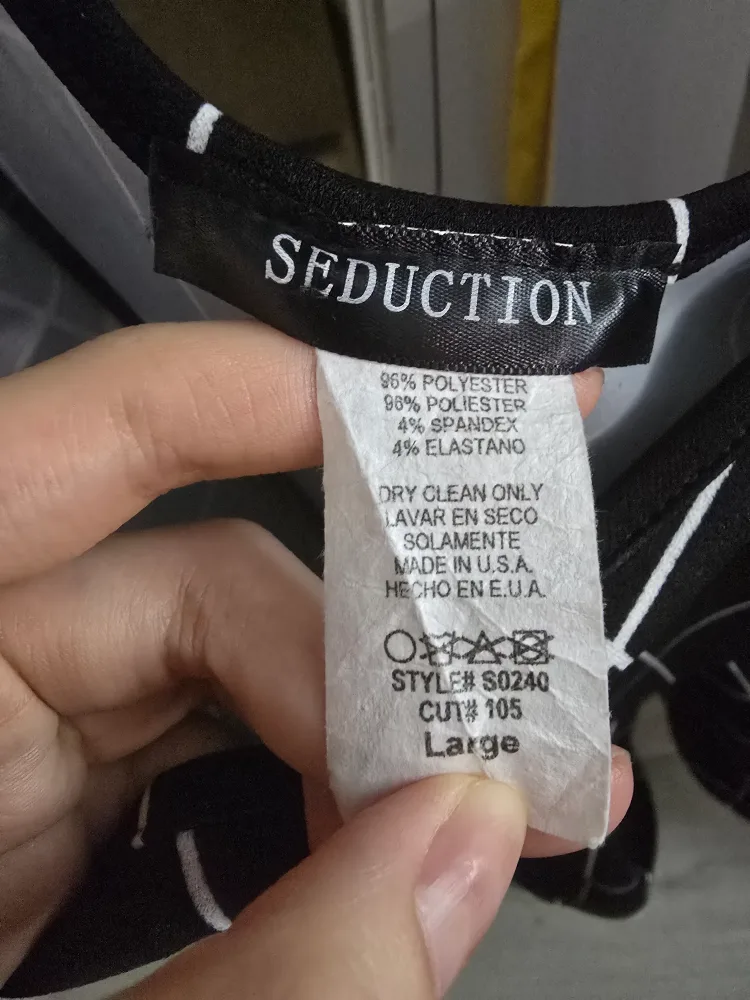 SEDUCTION
96% POLYESTER
96% POLIESTER
4% SPANDEX
4% ELASTANO
DRY CLEAN ONLY
LAVAR EN SECO
SOLAMENTE
MADE IN U.S.A.
HECHO EN E.U.A.
STYLE# S0240
CUT# 105
Large